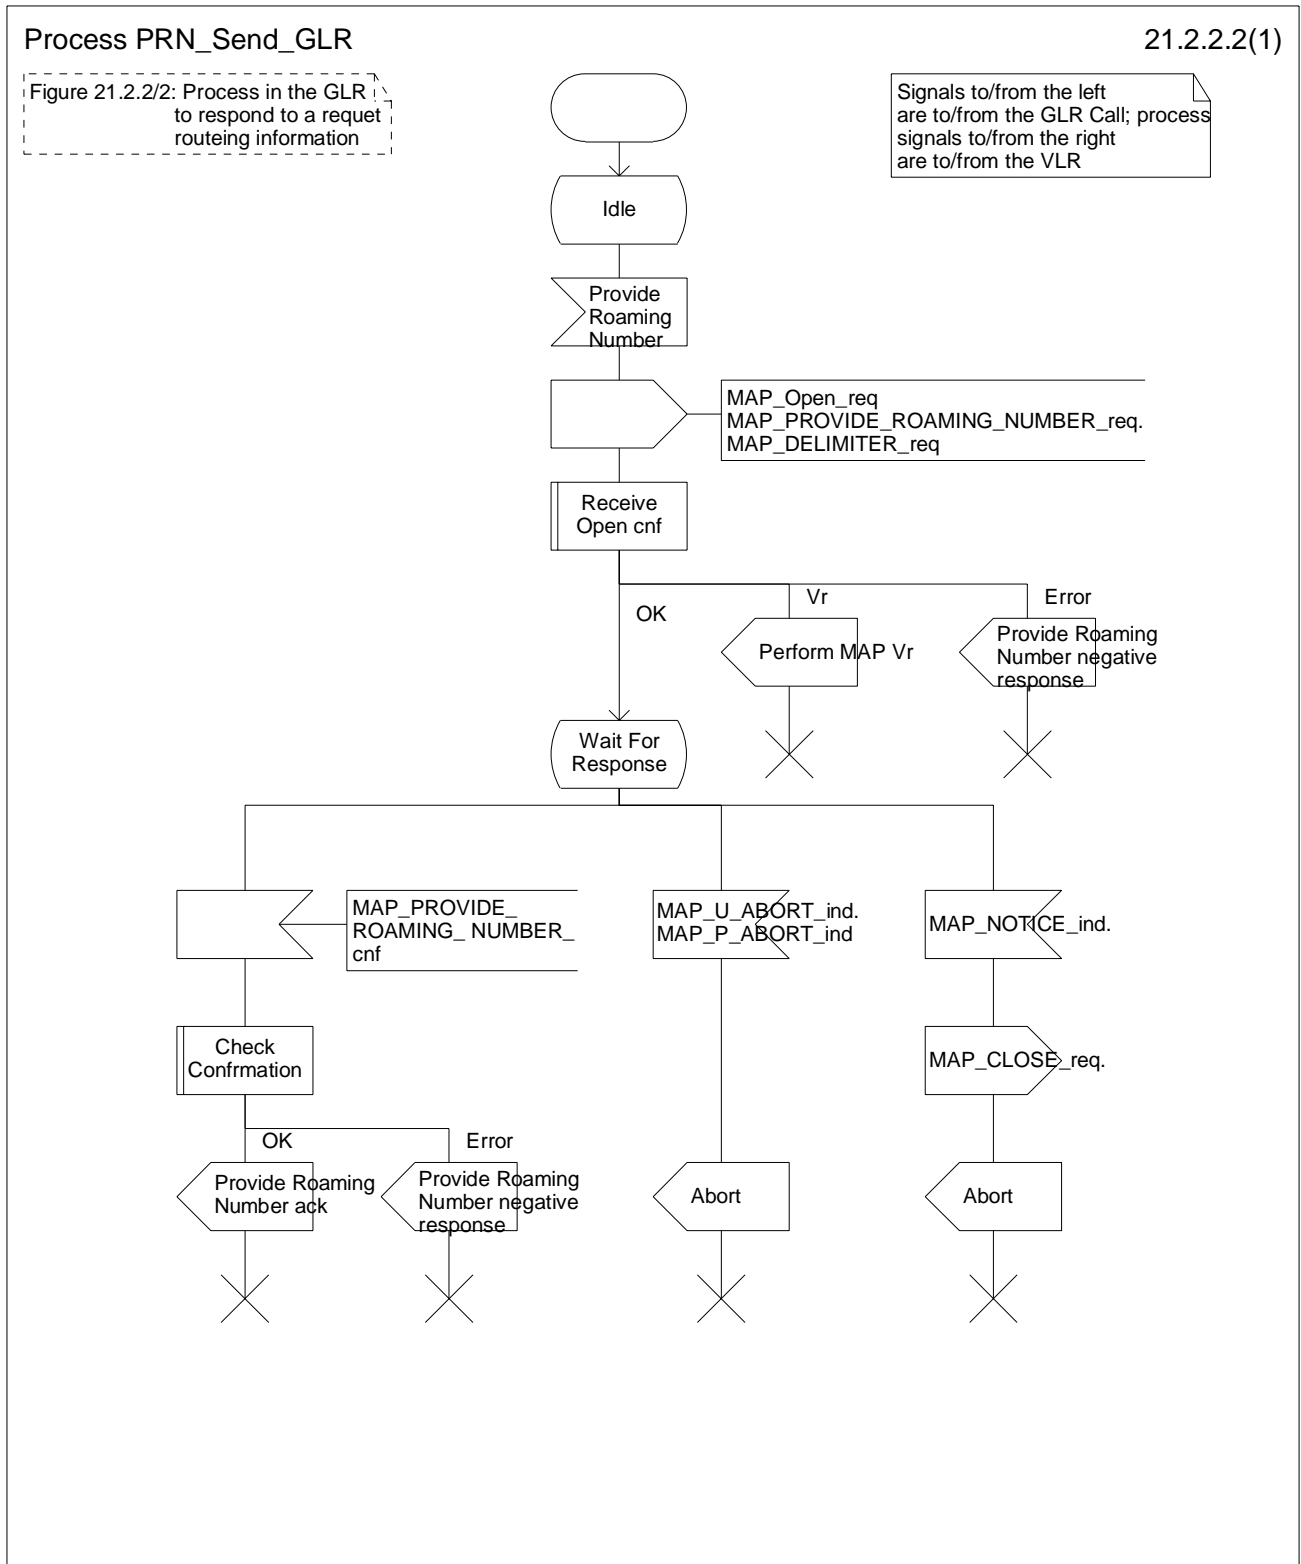 Process PRN_Send_GLR
21.2.2.2(1)
Figure 21.2.2/2: Process in the GLR
to respond to a requet
routeing information
Signals to/from the left
are to/from the GLR Call; process
signals to/from the right
are to/from the VLR
Idle
Provide
Roaming
Number
MAP_Open_req
MAP_PROVIDE_ROAMING_NUMBER_req.
MAP_DELIMITER_req
Receive
Open cnf
OK
Vr
Error
Perform MAP Vr
Provide Roaming
Number negative
response
Wait For
Response
MAP_PROVIDE_
ROAMING_ NUMBER_
cnf
MAP_U_ABORT_ind.
MAP_P_ABORT_ind
MAP_NOTICE_ind.
Check
Confrmation
MAP_CLOSE_req.
OK
Error
Provide Roaming
Number ack
Provide Roaming
Number negative
response
Abort
Abort